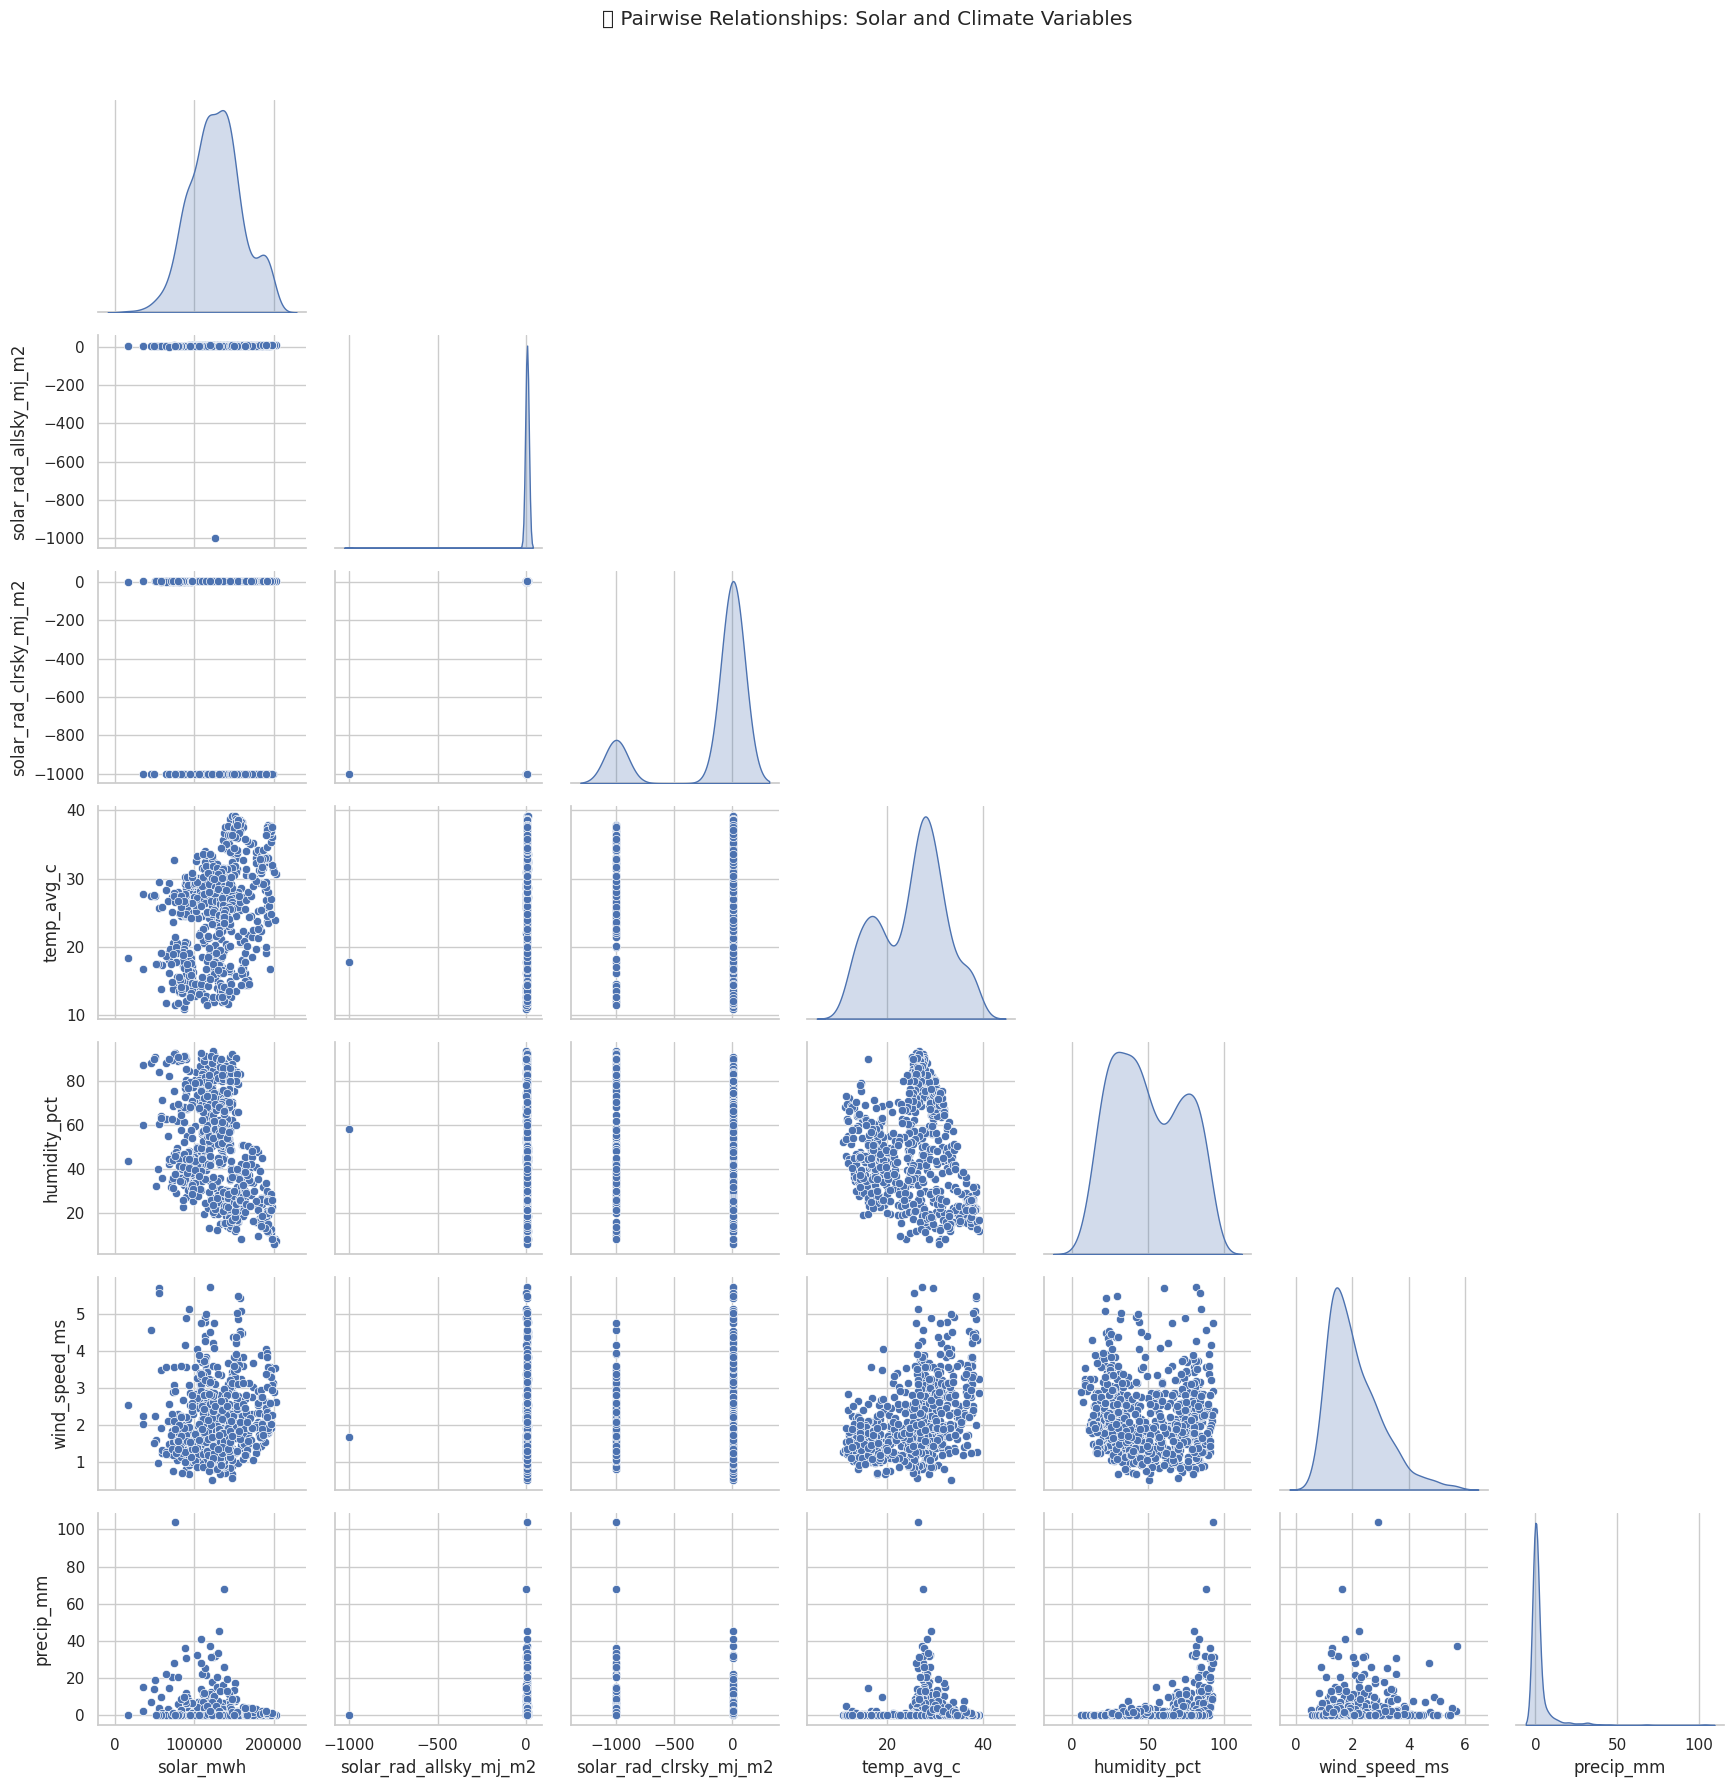 ▯ Pairwise Relationships: Solar and Climate Variables
solar_rad_allsky_mj_m2
0
−200
−400
−600
−800
−1000
solar_rad_clrsky_mj_m2
0
−200
−400
−600
−800
−1000
temp_avg_c
40
30
20
10
humidity_pct
80
60
40
20
wind_speed_ms
5
4
3
2
1
precip_mm
100
80
60
40
20
0
0 100000 200000
solar_mwh
−1000 −500 0
solar_rad_allsky_mj_m2
−1000 −500 0
solar_rad_clrsky_mj_m2
20 40
temp_avg_c
0 50 100
humidity_pct
0 2 4 6
wind_speed_ms
0 50 100
precip_mm